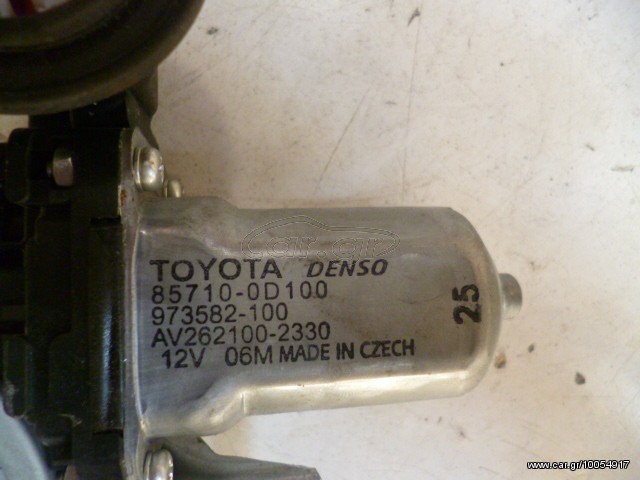 TOYOTA DENSO
85710-0D100
973582-100
AV262100-2330
12V 06M MADE IN CZECH
25
www.car.gr/10054917